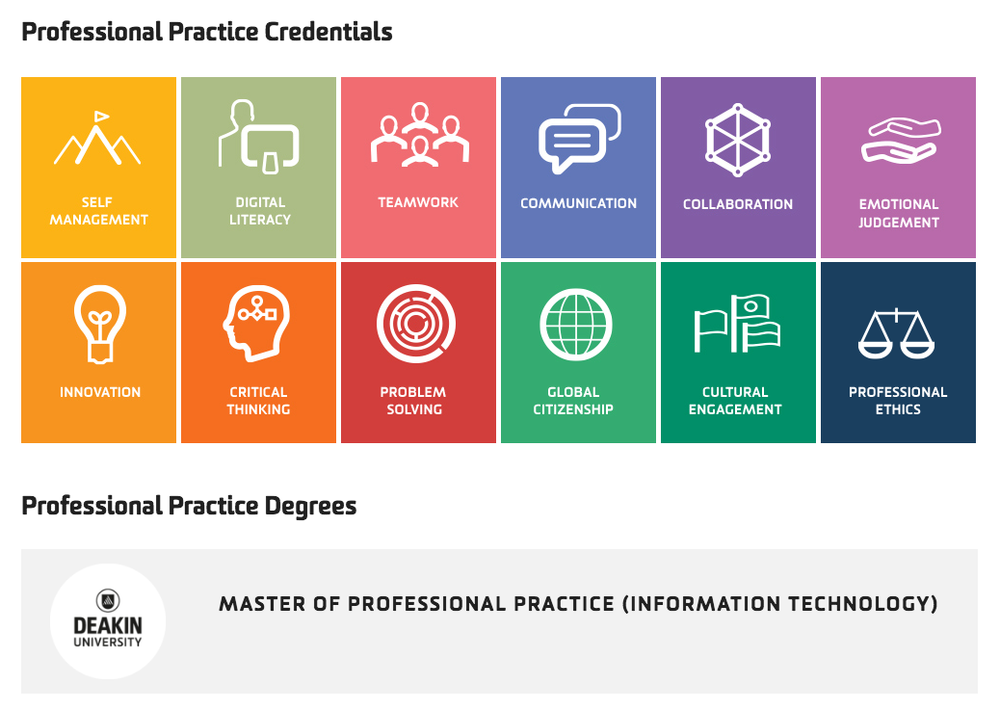 Professional Practice Credentials
SELF
MANAGEMENT
DIGITAL
LITERACY
TEAMWORK
COMMUNICATION
COLLABORATION
EMOTIONAL
JUDGEMENT
INNOVATION
CRITICAL
THINKING
PROBLEM
SOLVING
GLOBAL
CITIZENSHIP
CULTURAL
ENGAGEMENT
PROFESSIONAL
ETHICS
Professional Practice Degrees
DEAKIN
UNIVERSITY
MASTER OF PROFESSIONAL PRACTICE (INFORMATION TECHNOLOGY)